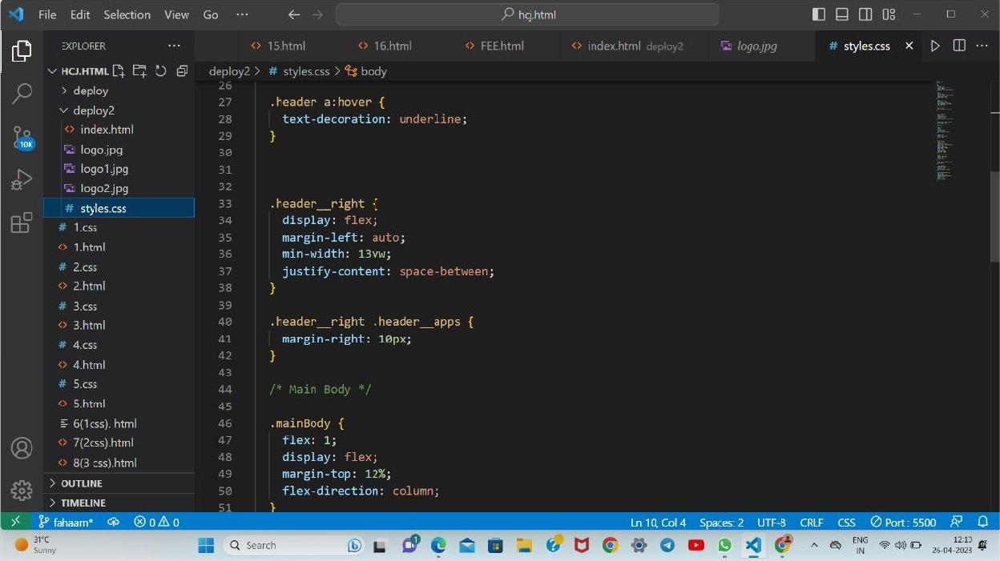 File Edit Selection View Go ··· hcj.html
EXPLORER ··· 15.html 16.html FEE.html index.html deploy2 logo.jpg # styles.css
HCJ.HTML deploy2 > # styles.css > body
deploy
deploy2
index.html
logo.jpg
logo1.jpg
logo2.jpg
# styles.css
# 1.css
1.html
# 2.css
2.html
# 3.css
3.html
# 4.css
4.html
# 5.css
5.html
6(1css). html
7(2css).html
8(3 css).html
OUTLINE
TIMELINE
26
27 .header a:hover {
28 text-decoration: underline;
29 }
30
31
32
33 .header__right {
34 display: flex;
35 margin-left: auto;
36 min-width: 13vw;
37 justify-content: space-between;
38 }
39
40 .header__right .header__apps {
41 margin-right: 10px;
42 }
43
44 /* Main Body */
45
46 .mainBody {
47 flex: 1;
48 display: flex;
49 margin-top: 12%;
50 flex-direction: column;
51 }
10K
fahaam* 0 0 Ln 10, Col 4 Spaces: 2 UTF-8 CRLF CSS Port : 5500
31°C
Sunny
Search
1
ENG
IN
12:10
26-04-2023